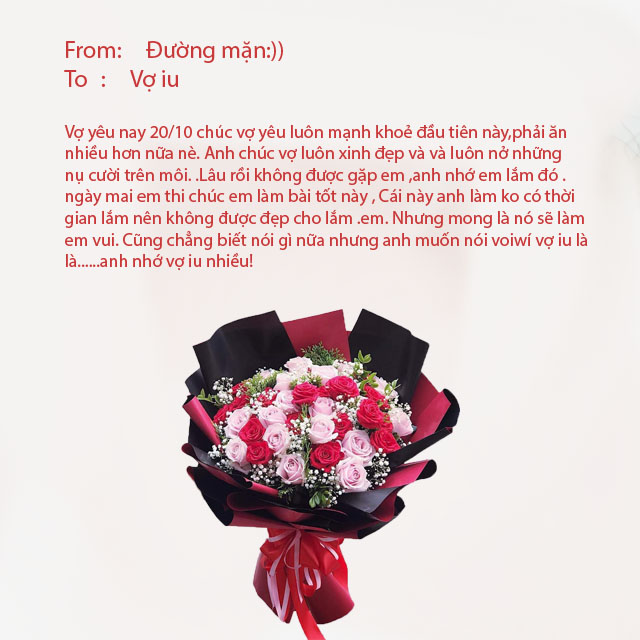 From: Đường mặn:))
To : Vợ iu
Vợ yêu nay 20/10 chúc vợ yêu luôn mạnh khoẻ đầu tiên này,phải ăn
nhiều hơn nữa nè. Anh chúc vợ luôn xinh đẹp và và luôn nở những
nụ cười trên môi. .Lâu rồi không được gặp em ,anh nhớ em lắm đó .
ngày mai em thi chúc em làm bài tốt này , Cái này anh làm ko có thời
gian lắm nên không được đẹp cho lắm .em. Nhưng mong là nó sẽ làm
em vui. Cũng chẳng biết nói gì nữa nhưng anh muốn nói voiwí vợ iu là
là......anh nhớ vợ iu nhiều!